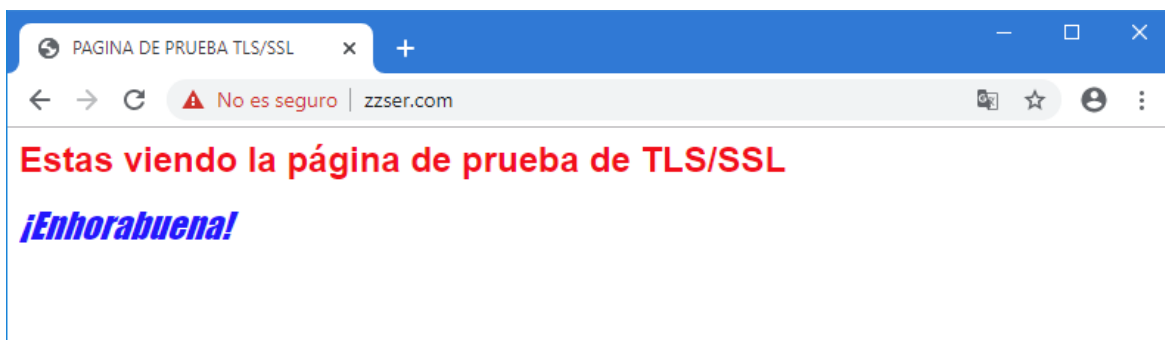 PAGINA DE PRUEBA TLS/SSL
No es seguro | zzser.com
Estas viendo la página de prueba de TLS/SSL
¡Enhorabuena!